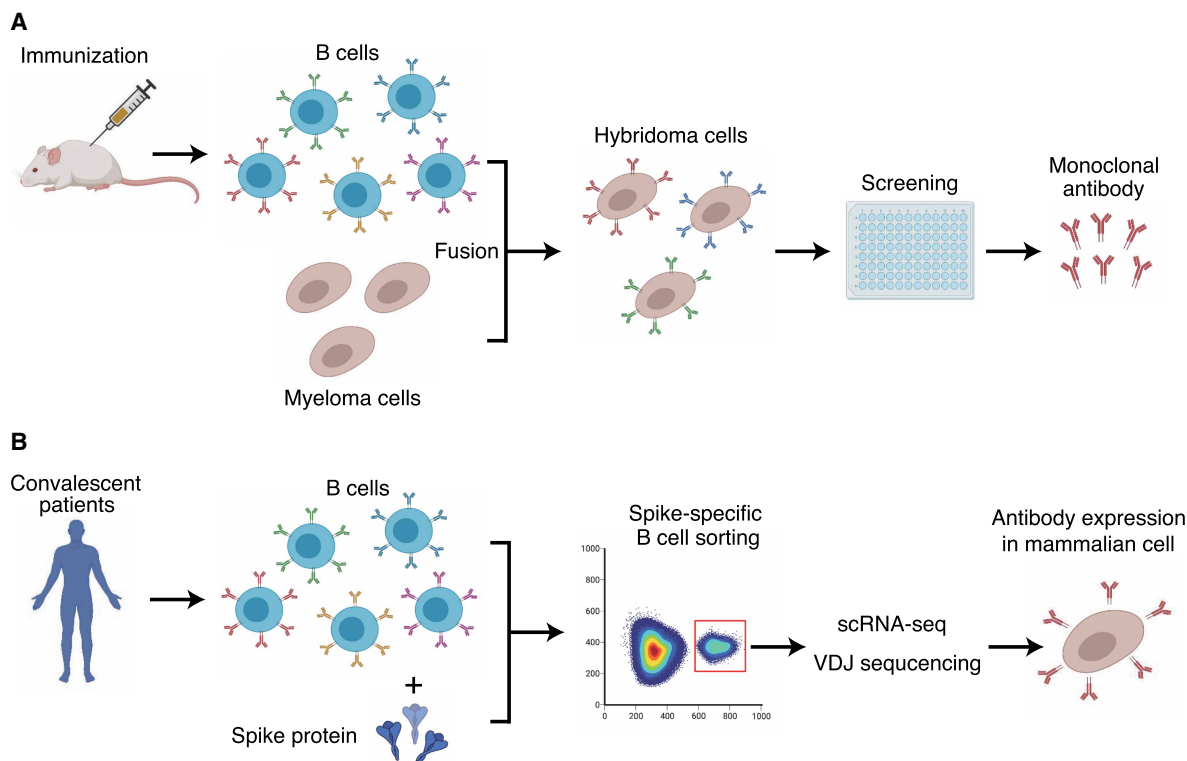 A
Immunization
B cells
Fusion
Myeloma cells
Hybridoma cells
Screening
Monoclonal
antibody
B
Convalescent
patients
B cells
+
Spike protein
Spike-specific
B cell sorting
1000
800
600
400
200
0
0 200 400 600 800 1000
scRNA-seq
VDJ sequcencing
Antibody expression
in mammalian cell